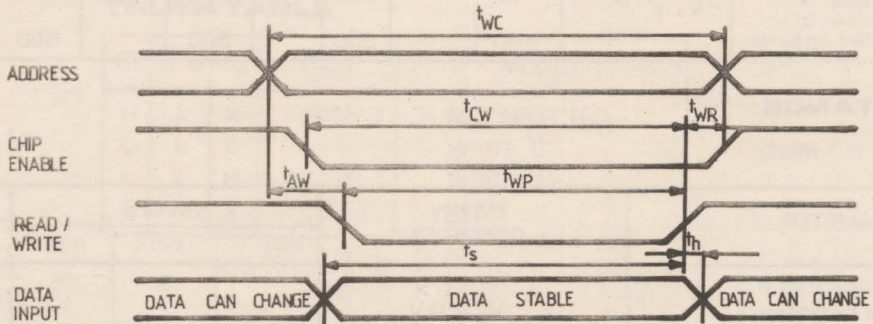 tWC
ADDRESS
tCW
tWR
CHIP
ENABLE
tAW
tWP
READ /
WRITE
ts
th
DATA
INPUT
DATA CAN CHANGE
DATA STABLE
DATA CAN CHANGE